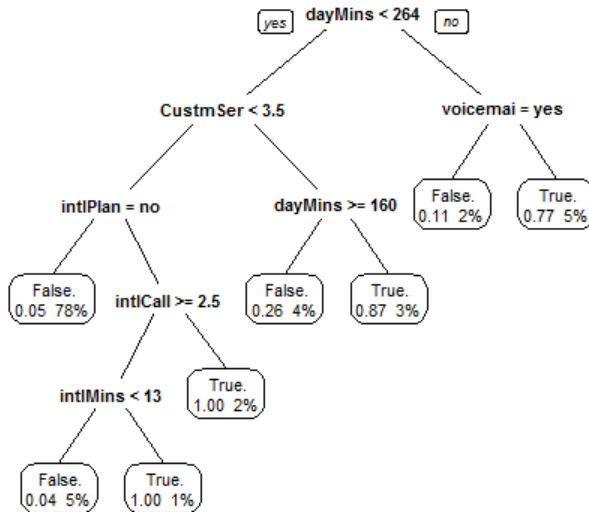 yes dayMins < 264 no
CustmSer < 3.5 voicemai = yes
intlPlan = no dayMins >= 160
False. True.
0.11 2% 0.77 5%
False. intlCall >= 2.5 False. True.
0.05 78% 0.26 4% 0.87 3%
intlMins < 13 True.
1.00 2%
False. True.
0.04 5% 1.00 1%